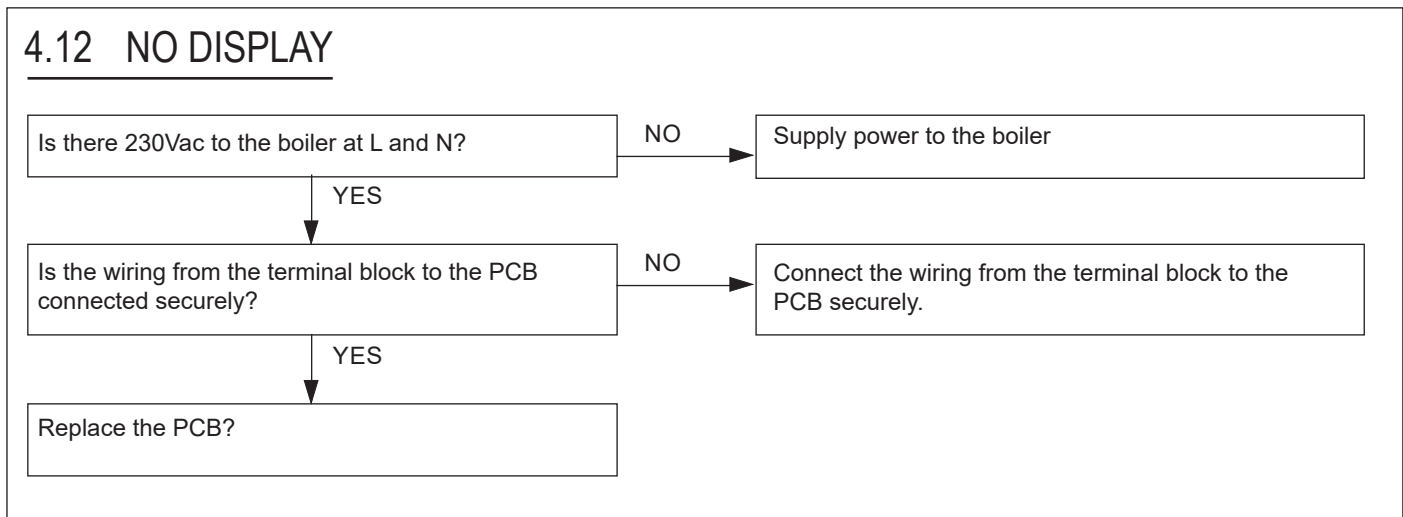 4.12 NO DISPLAY
Is there 230Vac to the boiler at L and N?
NO
Supply power to the boiler
YES
Is the wiring from the terminal block to the PCB
connected securely?
NO
Connect the wiring from the terminal block to the
PCB securely.
YES
Replace the PCB?